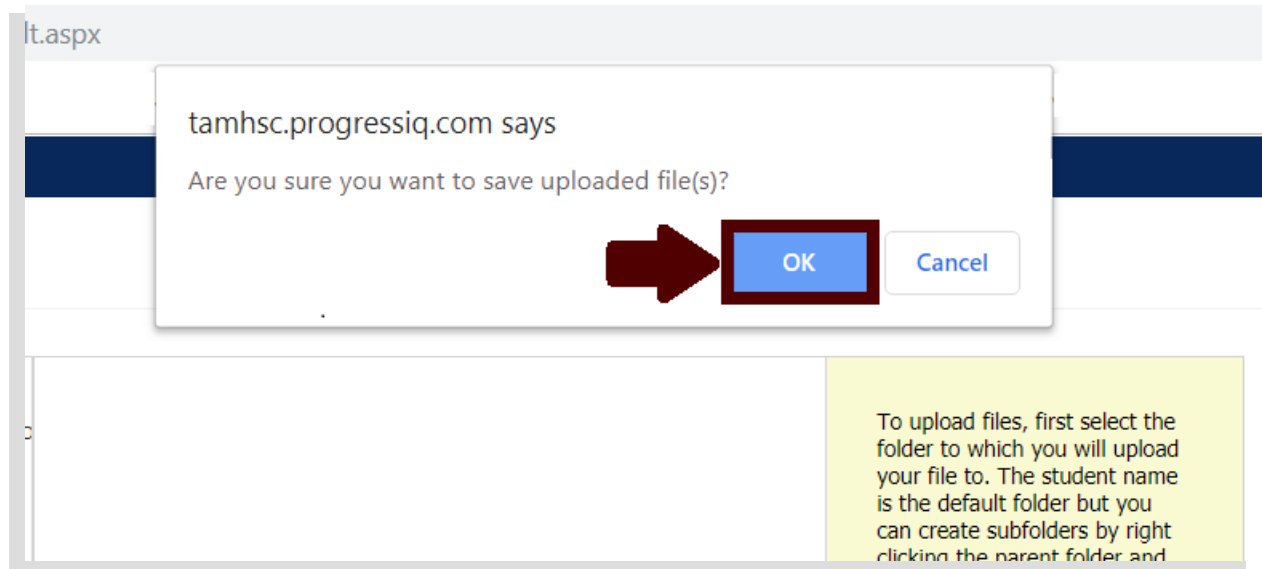 lt.aspx
tamhsc.progressiq.com says
Are you sure you want to save uploaded file(s)?
OK
Cancel
To upload files, first select the
folder to which you will upload
your file to. The student name
is the default folder but you
can create subfolders by right
clicking the parent folder and